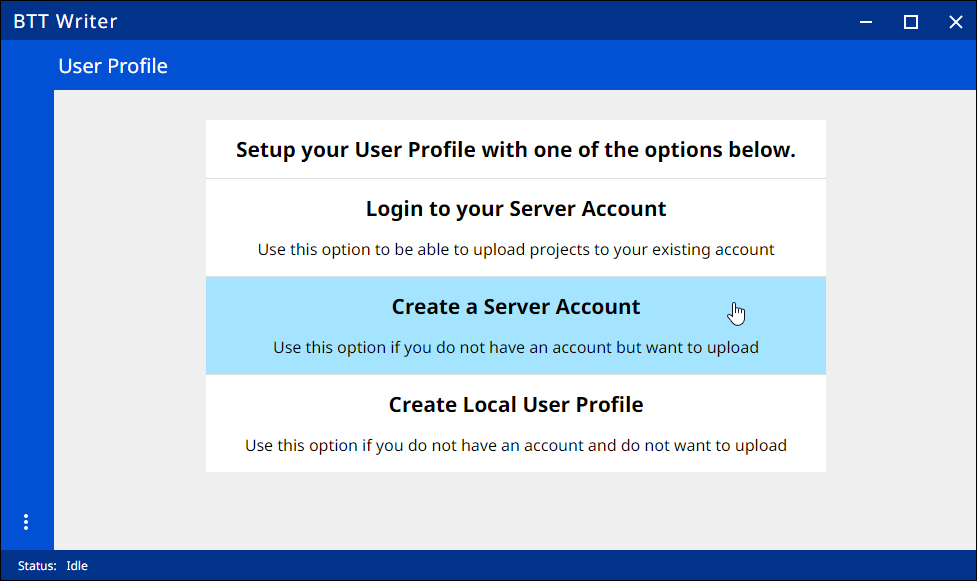 BTT Writer
User Profile
Setup your User Profile with one of the options below.
Login to your Server Account
Use this option to be able to upload projects to your existing account
Create a Server Account
Use this option if you do not have an account but want to upload
Create Local User Profile
Use this option if you do not have an account and do not want to upload
Status: Idle